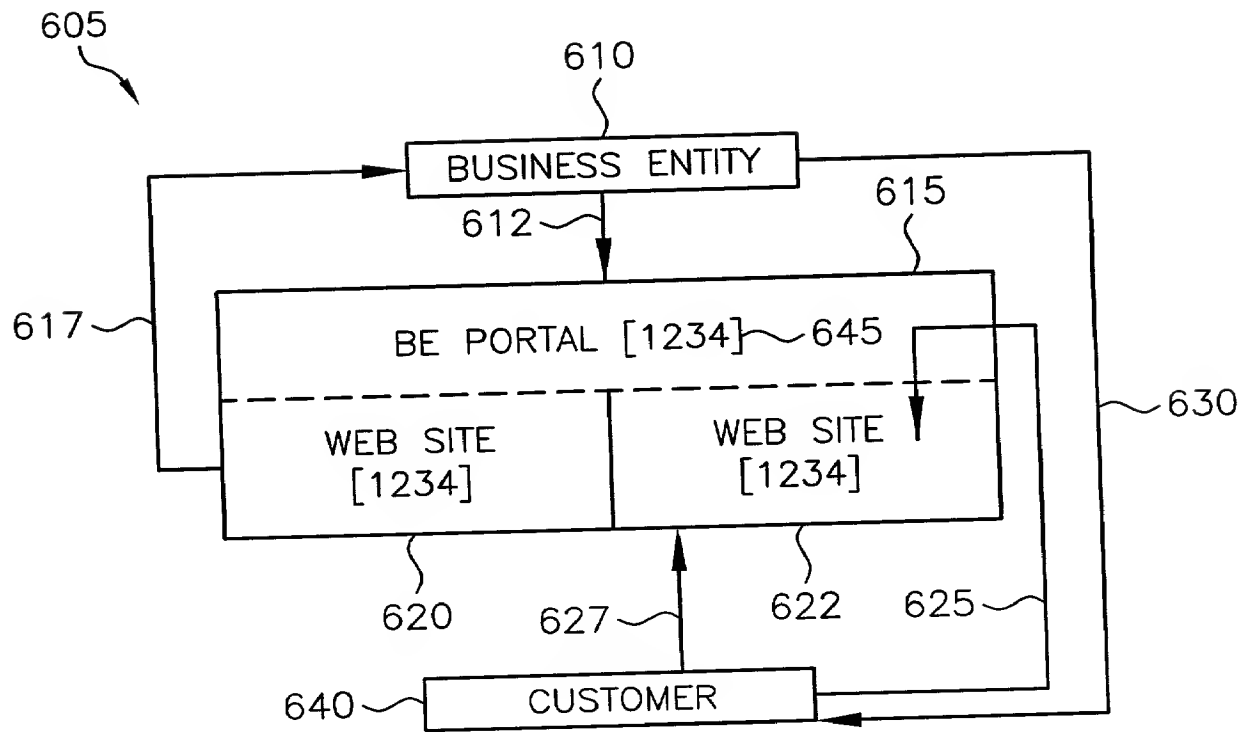 605
610
BUSINESS ENTITY
612
615
617
BE PORTAL [1234] 645
630
WEB SITE
[1234]
WEB SITE
[1234]
620
627
622
625
640
CUSTOMER